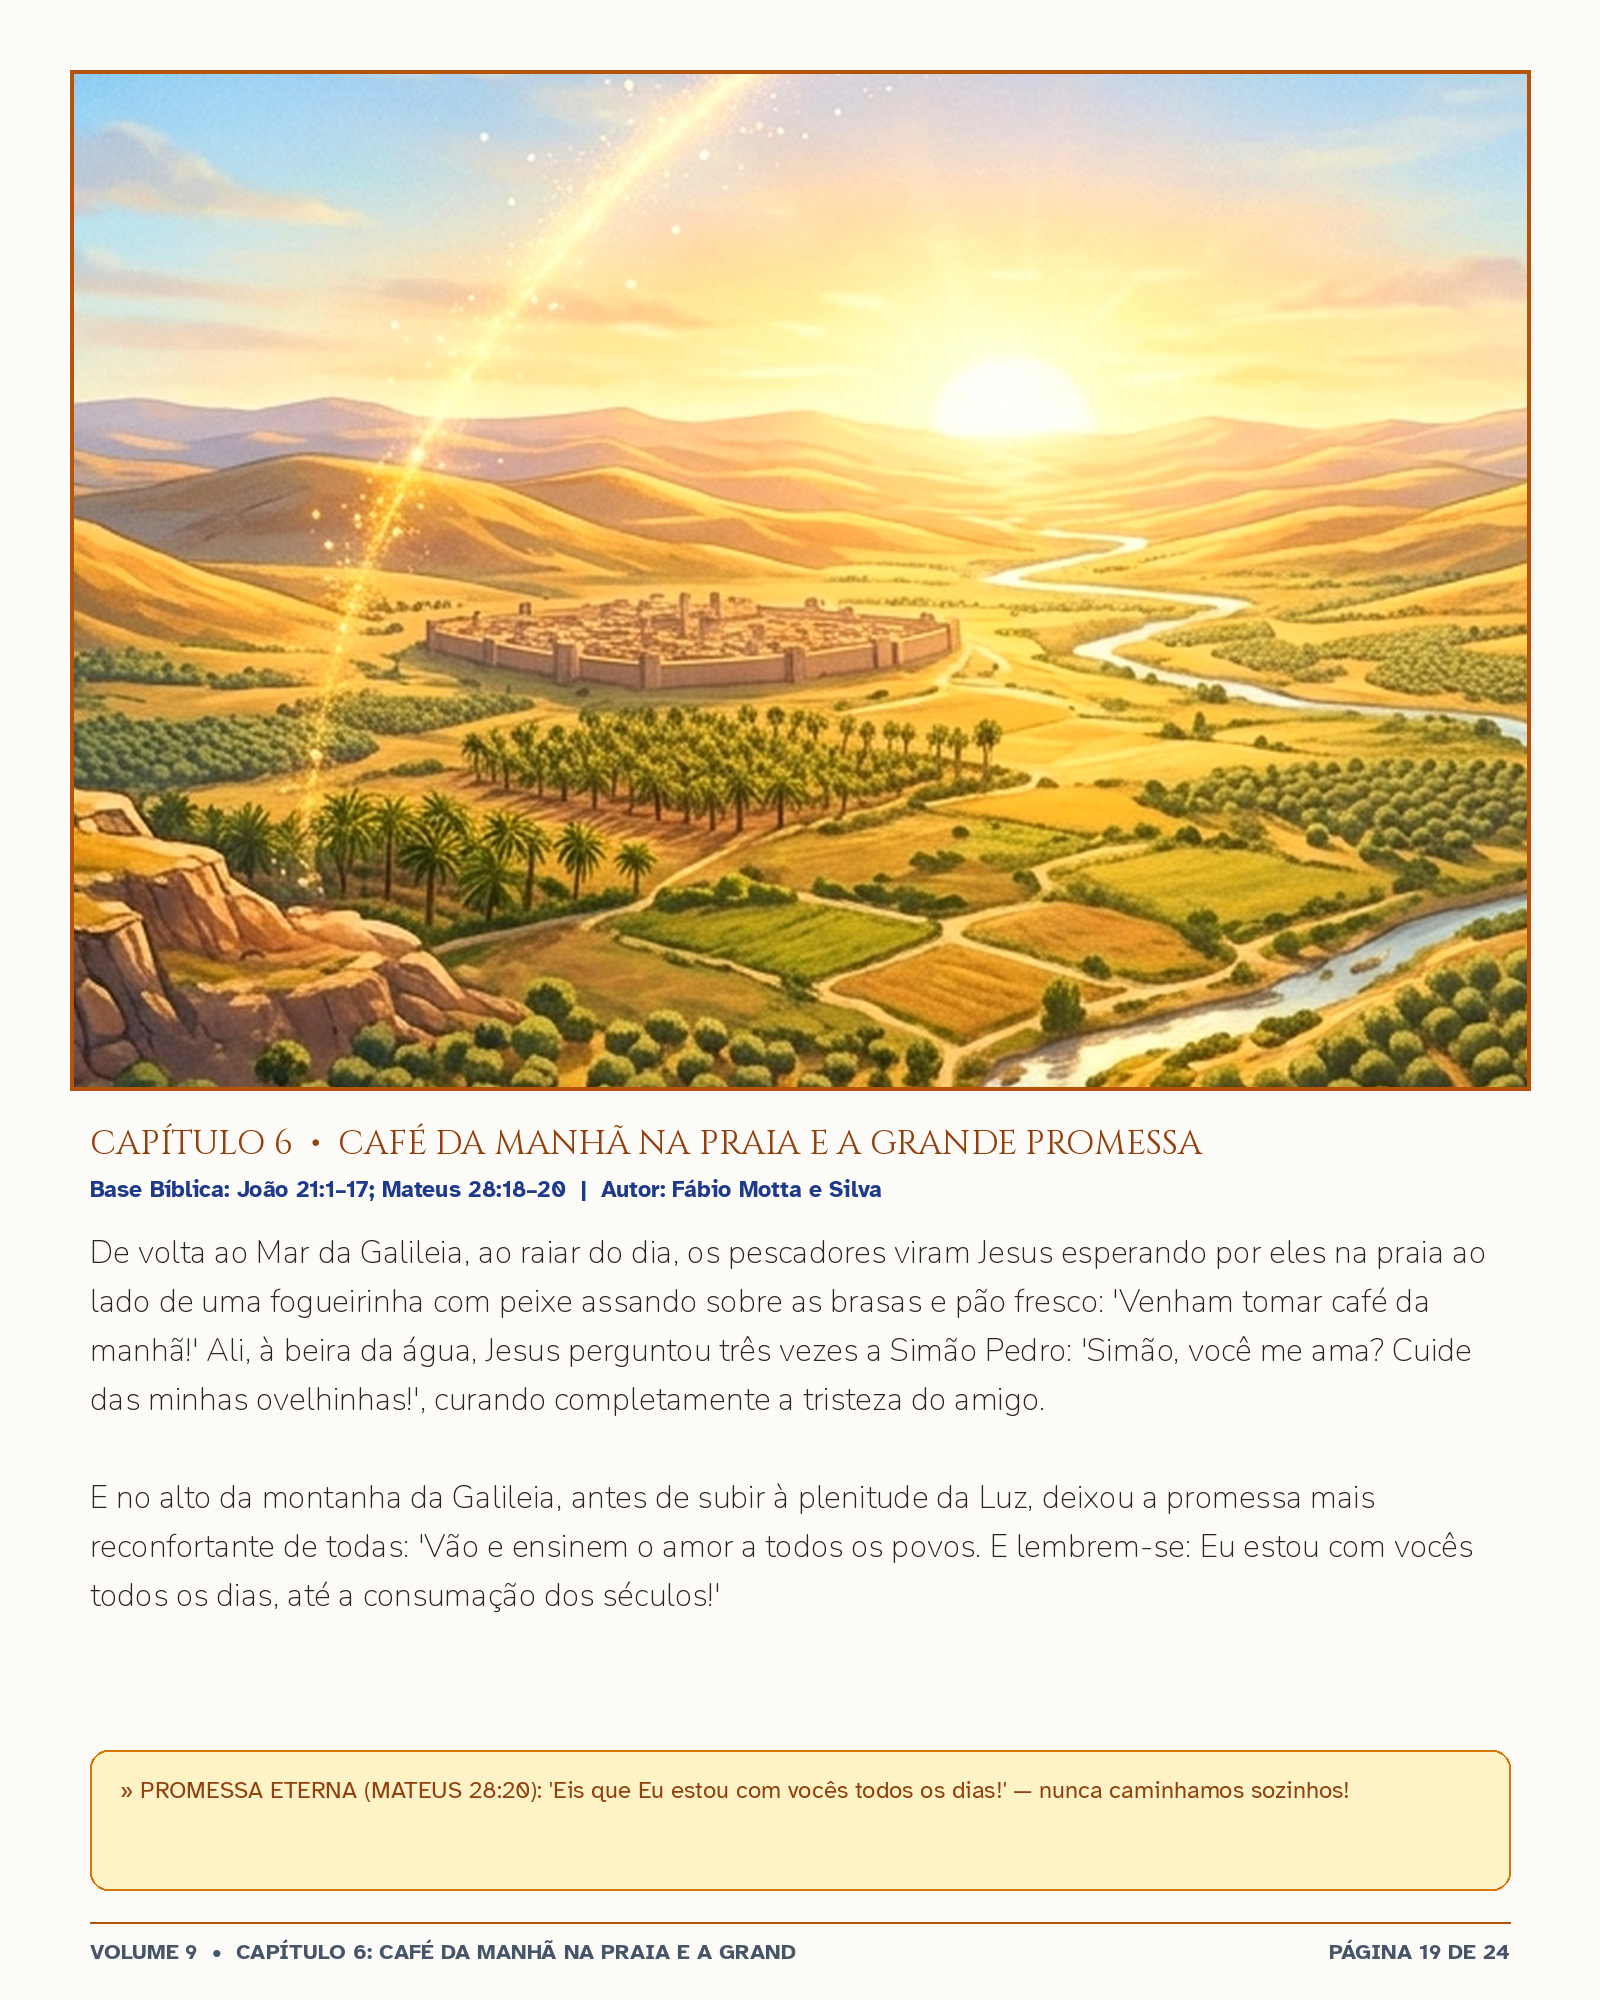 CAPÍTULO 6 • CAFÉ DA MANHÃ NA PRAIA E A GRANDE PROMESSA
Base Bíblica: João 21:1–17; Mateus 28:18–20 | Autor: Fábio Motta e Silva
De volta ao Mar da Galileia, ao raiar do dia, os pescadores viram Jesus esperando por eles na praia ao
lado de uma fogueirinha com peixe assando sobre as brasas e pão fresco: 'Venham tomar café da
manhã!' Ali, à beira da água, Jesus perguntou três vezes a Simão Pedro: 'Simão, você me ama? Cuide
das minhas ovelhinhas!', curando completamente a tristeza do amigo.
E no alto da montanha da Galileia, antes de subir à plenitude da Luz, deixou a promessa mais
reconfortante de todas: 'Vão e ensinem o amor a todos os povos. E lembrem-se: Eu estou com vocês
todos os dias, até a consumação dos séculos!'
» PROMESSA ETERNA (MATEUS 28:20): 'Eis que Eu estou com vocês todos os dias!' — nunca caminhamos sozinhos!
VOLUME 9 • CAPÍTULO 6: CAFÉ DA MANHÃ NA PRAIA E A GRAND
PÁGINA 19 DE 24